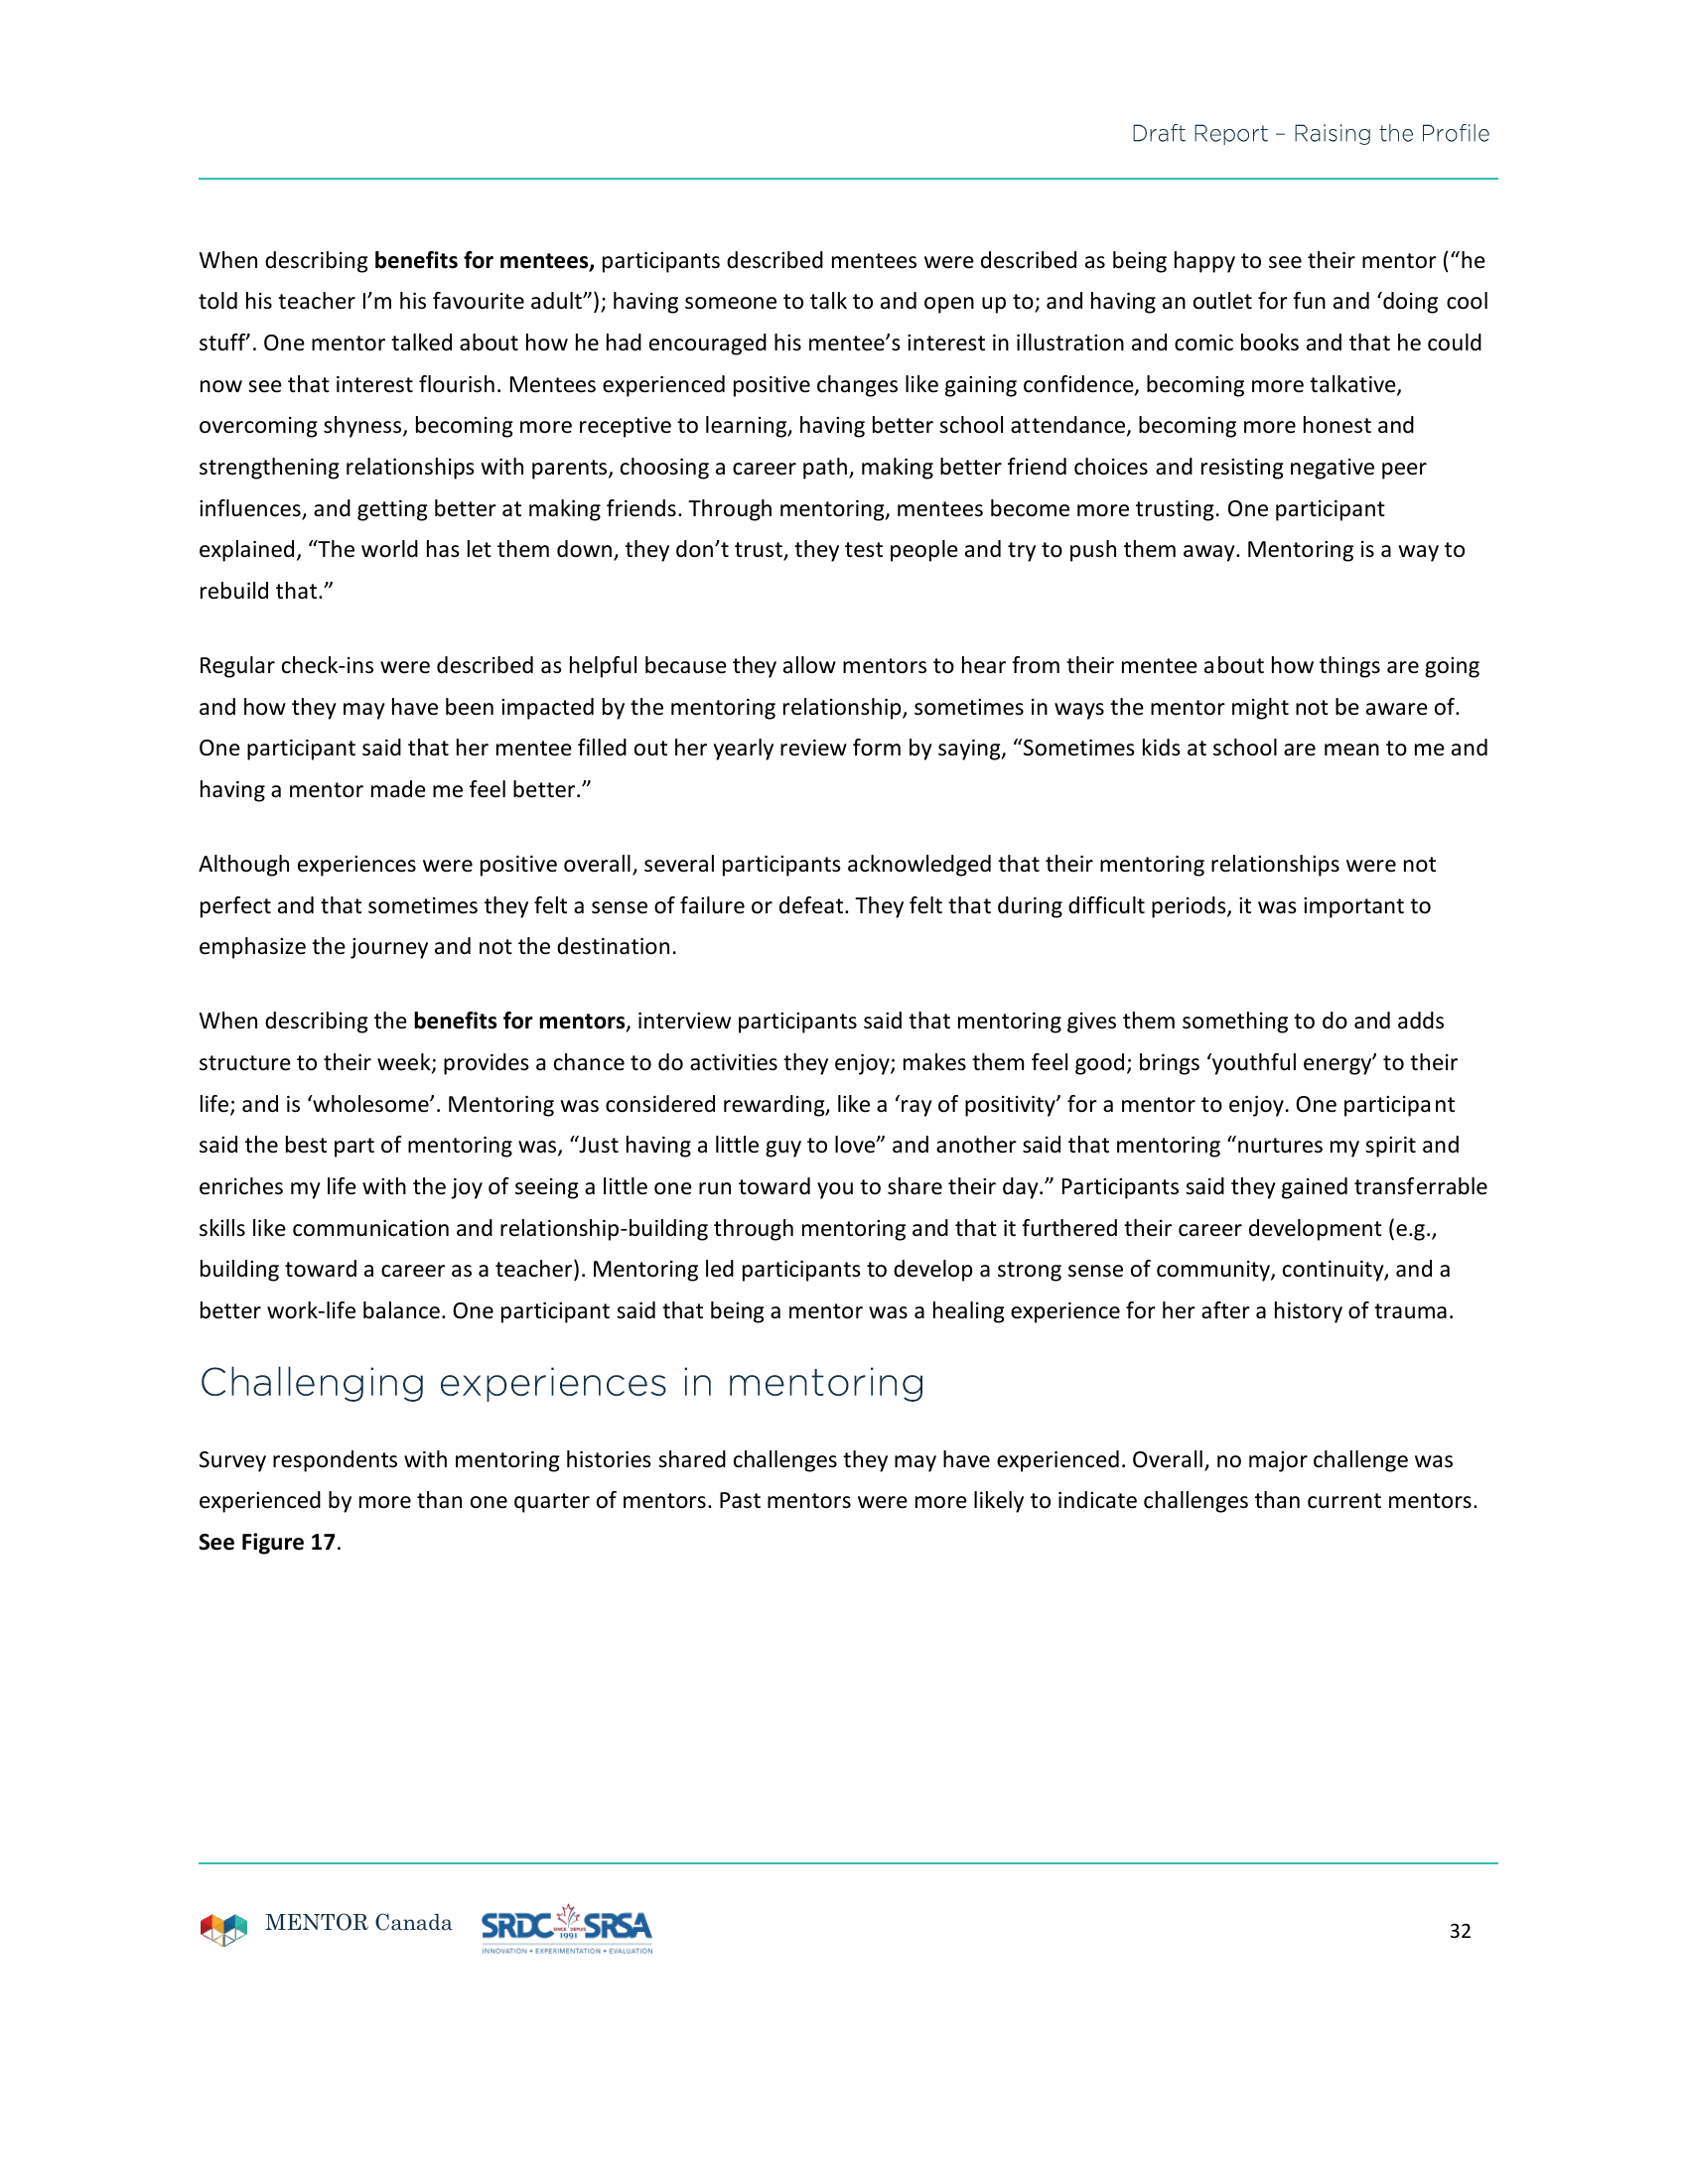 Draft Report – Raising the Profile
When describing benefits for mentees, participants described mentees were described as being happy to see their mentor (“he
told his teacher I’m his favourite adult”); having someone to talk to and open up to; and having an outlet for fun and ‘doing cool
stuff’. One mentor talked about how he had encouraged his mentee’s interest in illustration and comic books and that he could
now see that interest flourish. Mentees experienced positive changes like gaining confidence, becoming more talkative,
overcoming shyness, becoming more receptive to learning, having better school attendance, becoming more honest and
strengthening relationships with parents, choosing a career path, making better friend choices and resisting negative peer
influences, and getting better at making friends. Through mentoring, mentees become more trusting. One participant
explained, “The world has let them down, they don’t trust, they test people and try to push them away. Mentoring is a way to
rebuild that.”
Regular check-ins were described as helpful because they allow mentors to hear from their mentee about how things are going
and how they may have been impacted by the mentoring relationship, sometimes in ways the mentor might not be aware of.
One participant said that her mentee filled out her yearly review form by saying, “Sometimes kids at school are mean to me and
having a mentor made me feel better.”
Although experiences were positive overall, several participants acknowledged that their mentoring relationships were not
perfect and that sometimes they felt a sense of failure or defeat. They felt that during difficult periods, it was important to
emphasize the journey and not the destination.
When describing the benefits for mentors, interview participants said that mentoring gives them something to do and adds
structure to their week; provides a chance to do activities they enjoy; makes them feel good; brings ‘youthful energy’ to their
life; and is ‘wholesome’. Mentoring was considered rewarding, like a ‘ray of positivity’ for a mentor to enjoy. One participant
said the best part of mentoring was, “Just having a little guy to love” and another said that mentoring “nurtures my spirit and
enriches my life with the joy of seeing a little one run toward you to share their day.” Participants said they gained transferrable
skills like communication and relationship-building through mentoring and that it furthered their career development (e.g.,
building toward a career as a teacher). Mentoring led participants to develop a strong sense of community, continuity, and a
better work-life balance. One participant said that being a mentor was a healing experience for her after a history of trauma.
Challenging experiences in mentoring
Survey respondents with mentoring histories shared challenges they may have experienced. Overall, no major challenge was
experienced by more than one quarter of mentors. Past mentors were more likely to indicate challenges than current mentors.
See Figure 17.
MENTOR Canada
SRDC SINCE DEPUIS 1991 SRSA
INNOVATION • EXPERIMENTATION • EVALUATION
32